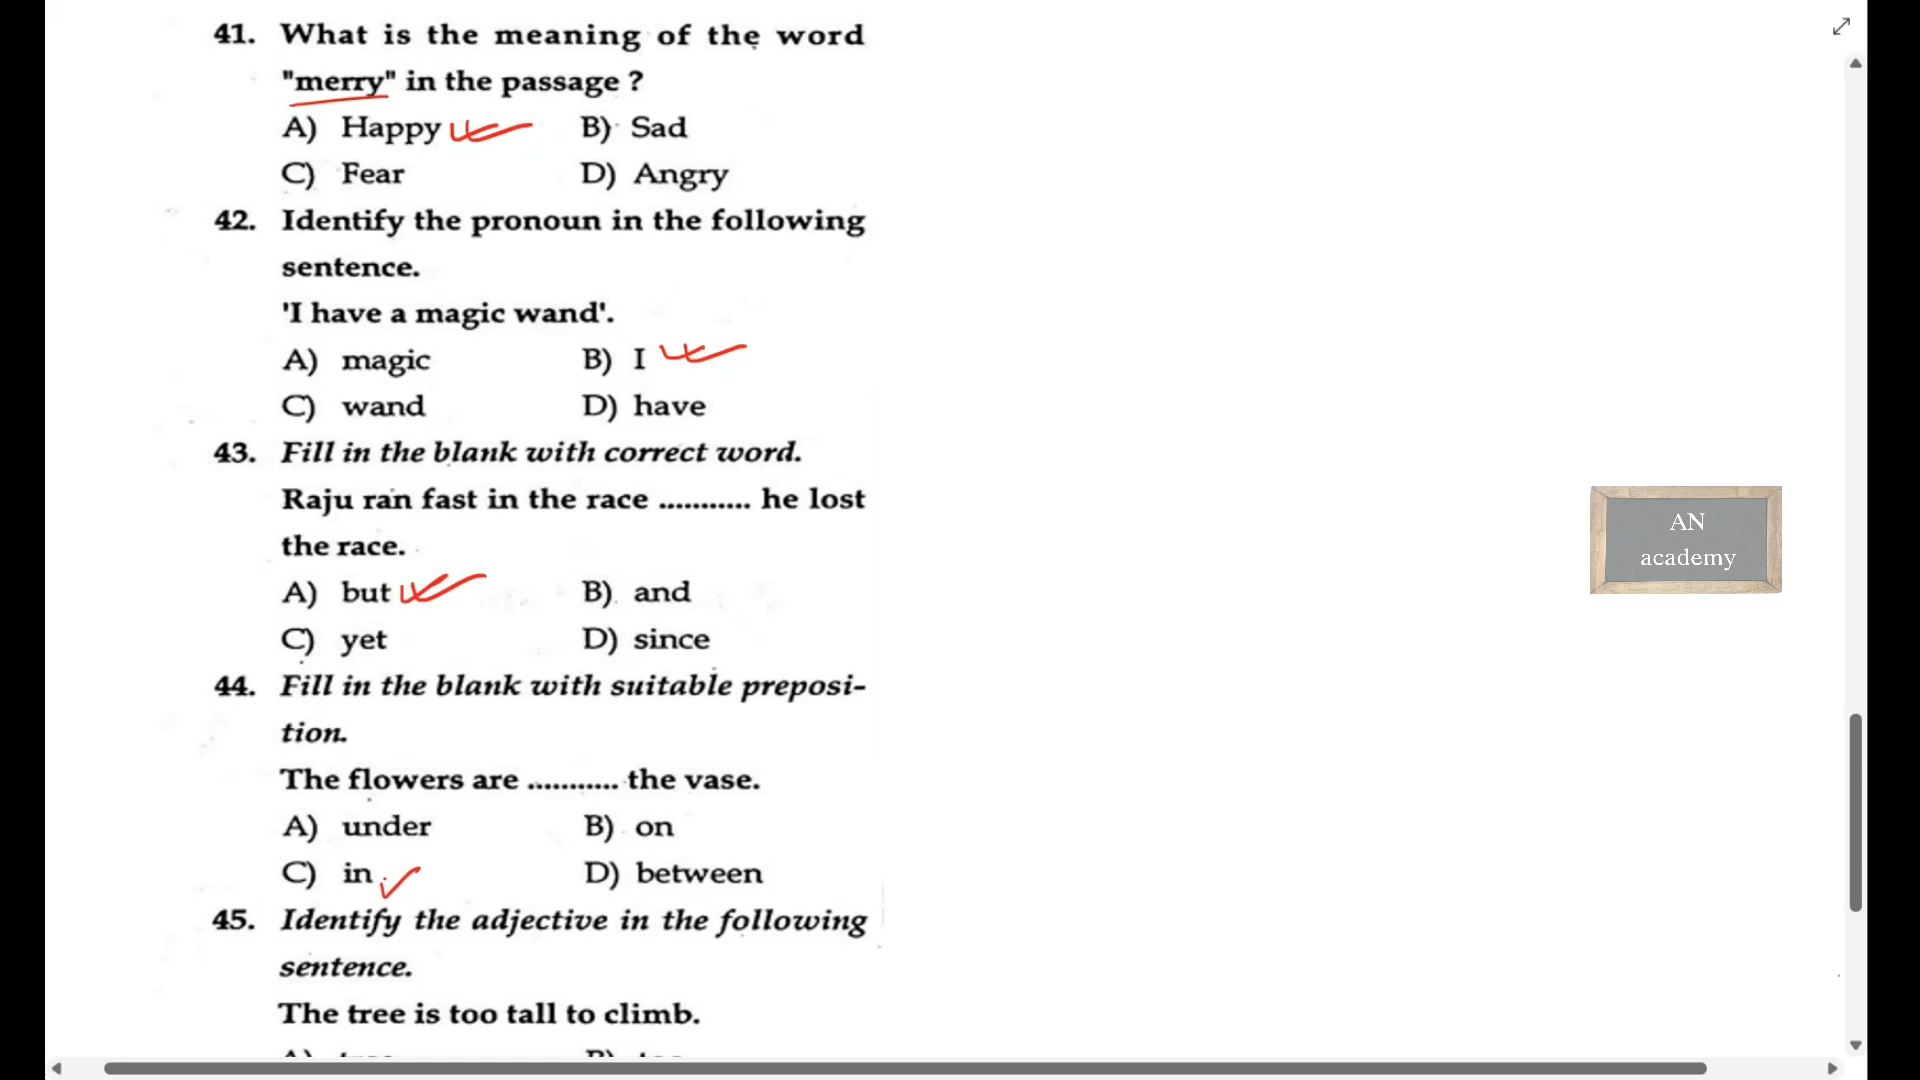 41. What is the meaning of the word
"merry" in the passage ?
A) Happy B) Sad
C) Fear D) Angry
42. Identify the pronoun in the following
sentence.
'I have a magic wand'.
A) magic B) I
C) wand D) have
43. Fill in the blank with correct word.
Raju ran fast in the race ........... he lost
the race.
A) but B) and
C) yet D) since
44. Fill in the blank with suitable preposi-
tion.
The flowers are ........... the vase.
A) under B) on
C) in D) between
45. Identify the adjective in the following
sentence.
The tree is too tall to climb.
AN
academy